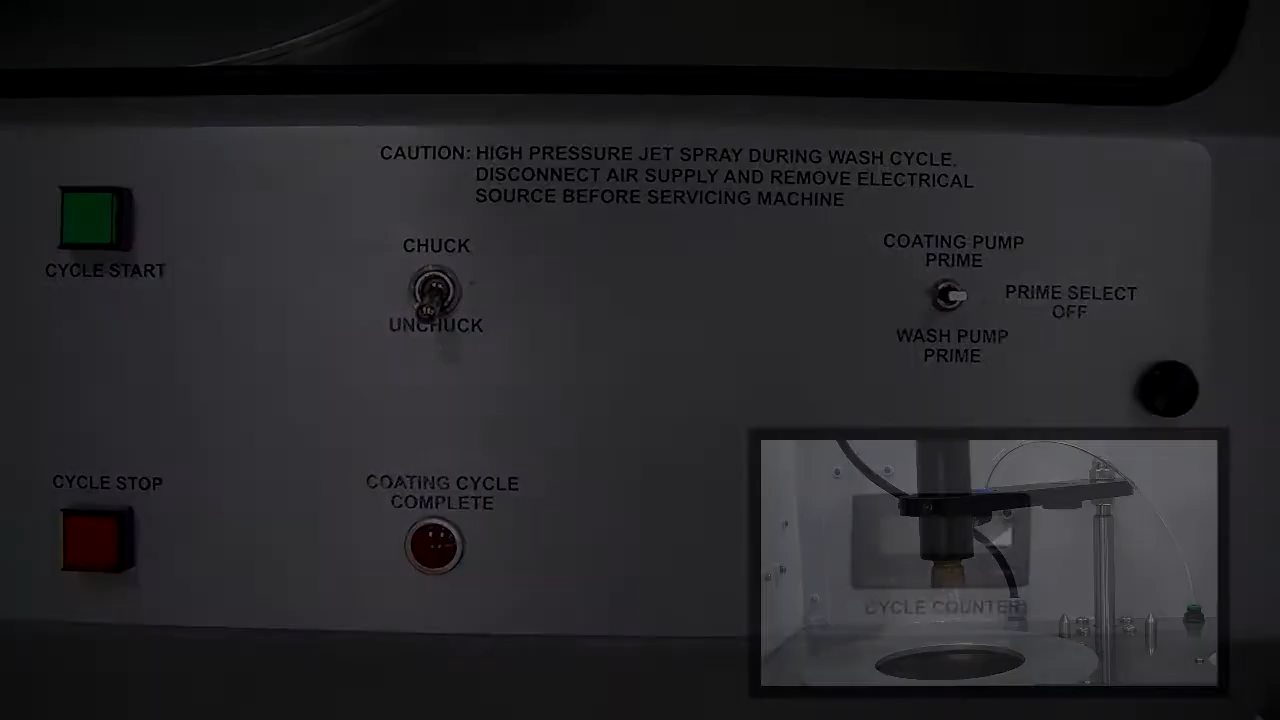 CAUTION: HIGH PRESSURE JET SPRAY DURING WASH CYCLE.
DISCONNECT AIR SUPPLY AND REMOVE ELECTRICAL
SOURCE BEFORE SERVICING MACHINE
CYCLE START
CHUCK
UNCHUCK
COATING PUMP
PRIME
PRIME SELECT
OFF
WASH PUMP
PRIME
CYCLE STOP
COATING CYCLE
COMPLETE
CYCLE COUNTER